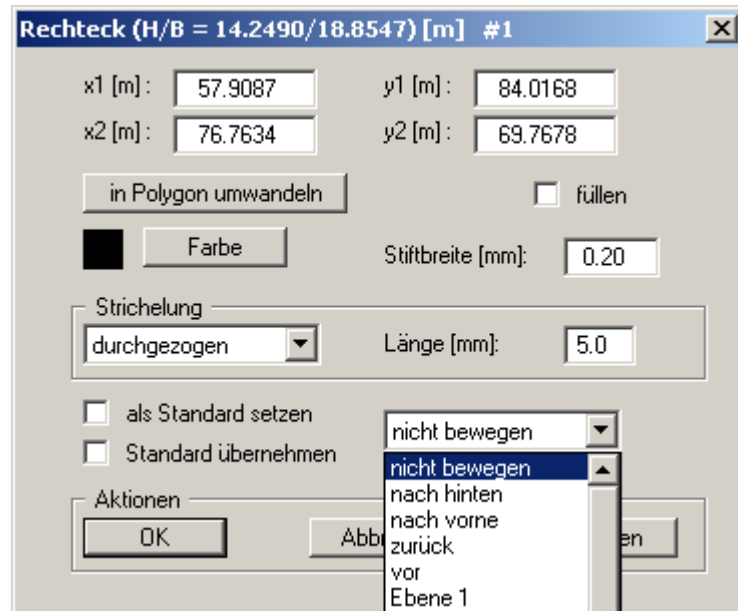 Rechteck (H/B = 14.2490/18.8547) [m] #1
x1 [m] : 57.9087 y1 [m] : 84.0168
x2 [m] : 76.7634 y2 [m] : 69.7678
in Polygon umwandeln füllen
Farbe Stiftbreite [mm]: 0.20
Strichelung
durchgezogen Länge [mm]: 5.0
als Standard setzen nicht bewegen
Standard übernehmen
nicht bewegen
nach hinten
nach vorne
zurück
vor
Ebene 1
Aktionen
OK